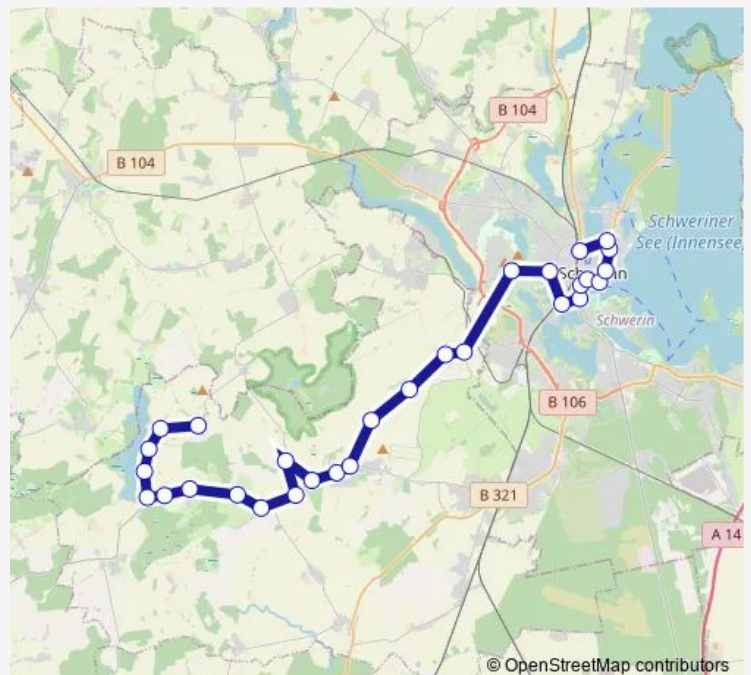 B 104
B 104
Schweriner
See (Innensee)
Schwerin
B 106
B 321
A 14
© OpenStreetMap contributors